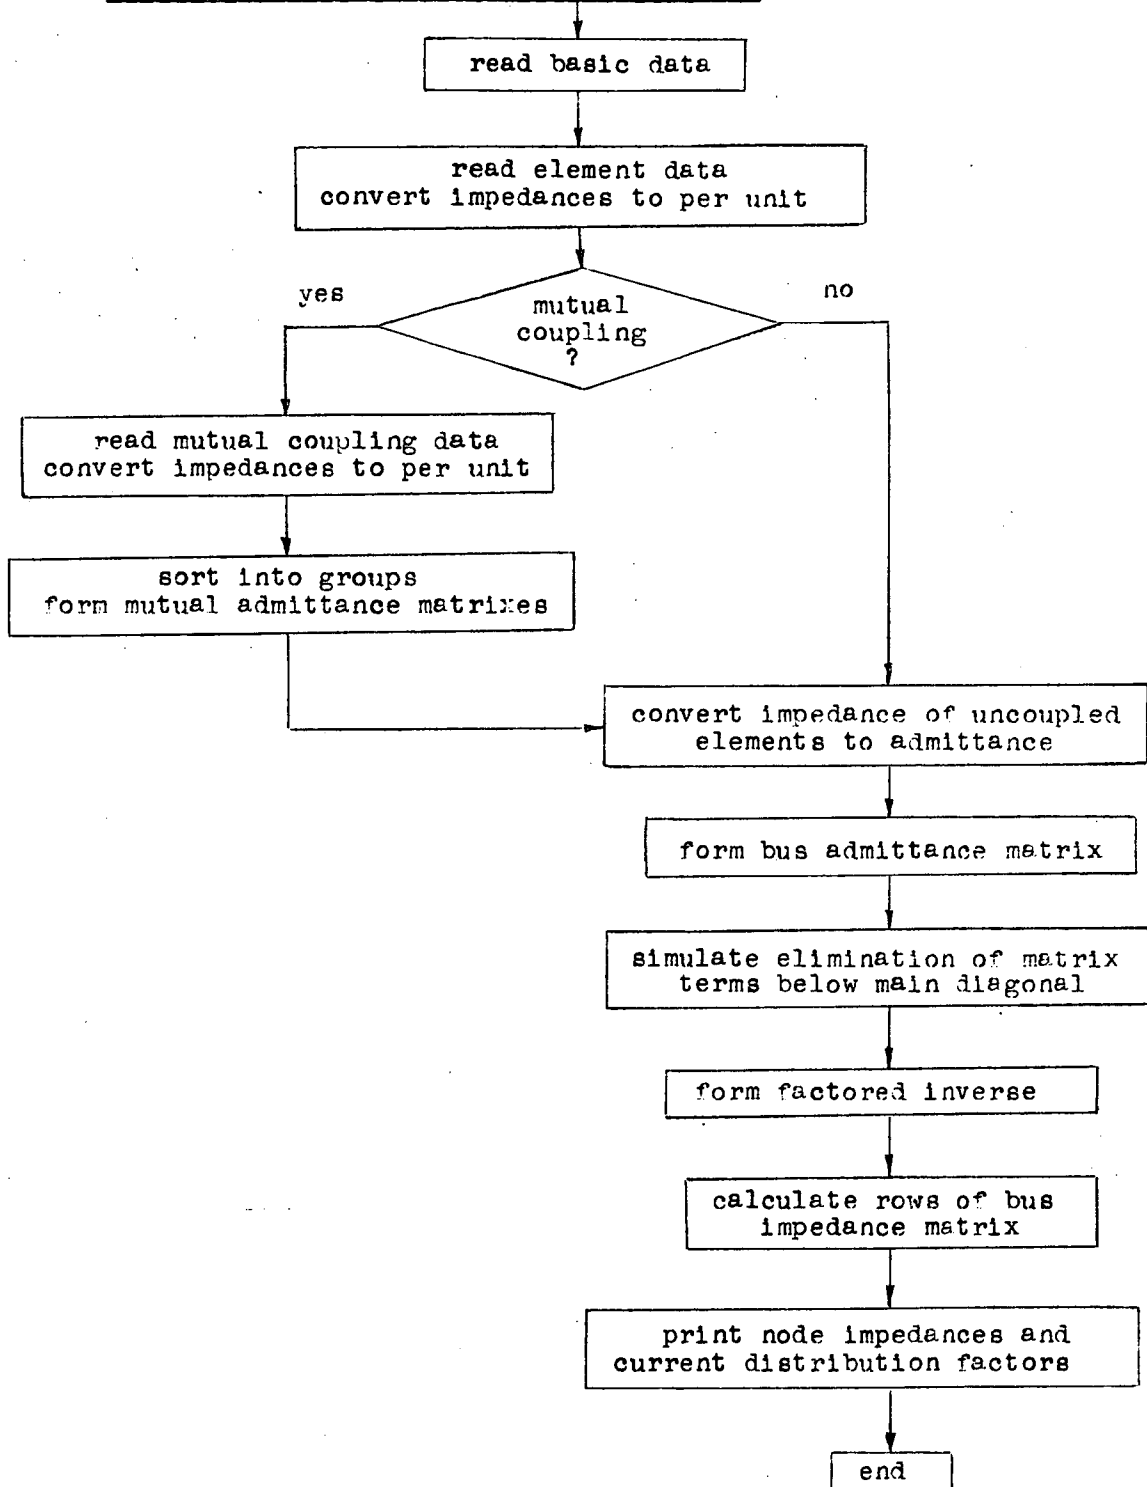 read basic data
read element data
convert impedances to per unit
yes
no
mutual
coupling
?
read mutual coupling data
convert impedances to per unit
sort into groups
form mutual admittance matrixes
convert impedance of uncoupled
elements to admittance
form bus admittance matrix
simulate elimination of matrix
terms below main diagonal
form factored inverse
calculate rows of bus
impedance matrix
print node impedances and
current distribution factors
end